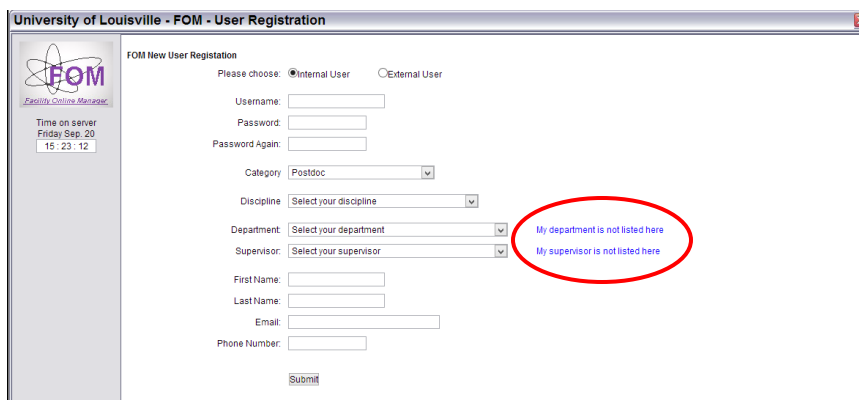 University of Louisville - FOM - User Registration
FOM
Facility Online Manager
Time on server
Friday Sep. 20
15 : 23 : 12
FOM New User Registation
Please choose: Internal User External User
Username:
Password:
Password Again:
Category Postdoc
Discipline Select your discipline
Department: Select your department My department is not listed here
Supervisor: Select your supervisor My supervisor is not listed here
First Name:
Last Name:
Email:
Phone Number:
Submit